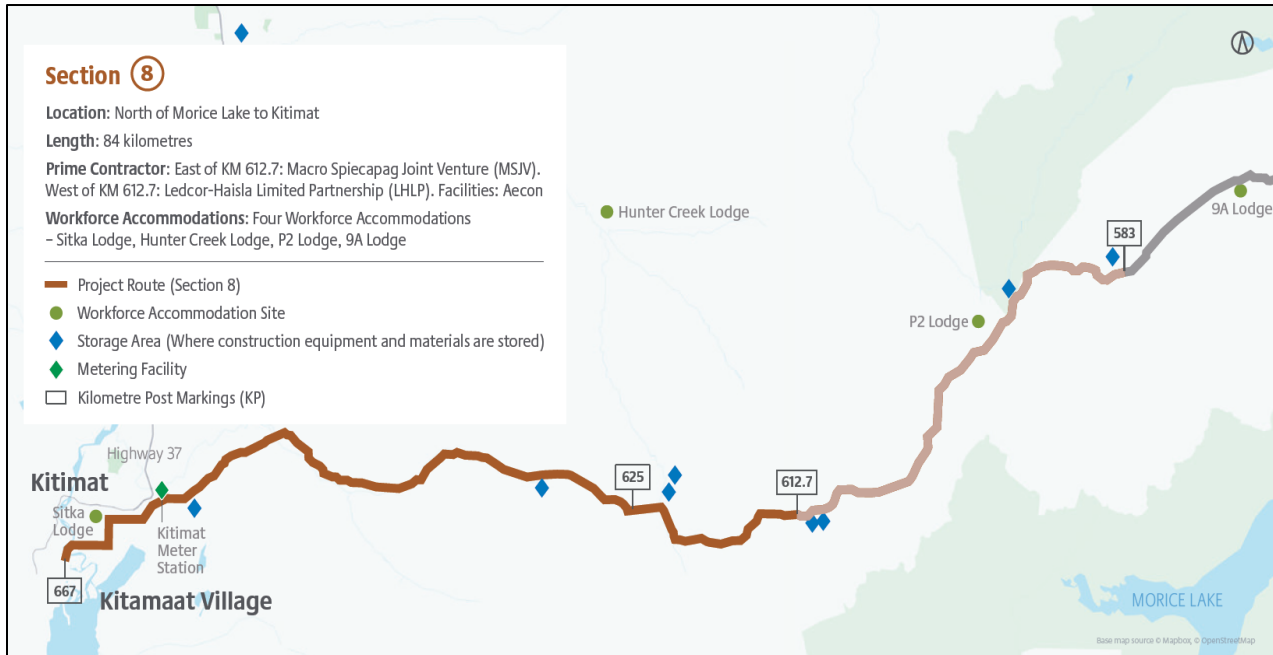 Section 8
Location: North of Morice Lake to Kitimat
Length: 84 kilometres
Prime Contractor: East of KM 612.7: Macro Spiecapag Joint Venture (MSJV).
West of KM 612.7: Ledcor-Haisla Limited Partnership (LHLP). Facilities: Aecon
Workforce Accommodations: Four Workforce Accommodations
– Sitka Lodge, Hunter Creek Lodge, P2 Lodge, 9A Lodge
Project Route (Section 8)
Workforce Accommodation Site
Storage Area (Where construction equipment and materials are stored)
Metering Facility
Kilometre Post Markings (KP)
Hunter Creek Lodge
9A Lodge
583
P2 Lodge
Highway 37
Kitimat
625
612.7
Sitka
Lodge
Kitimat
Meter
Station
667
Kitamaat Village
MORICE LAKE
Base map source © Mapbox, © OpenStreetMap